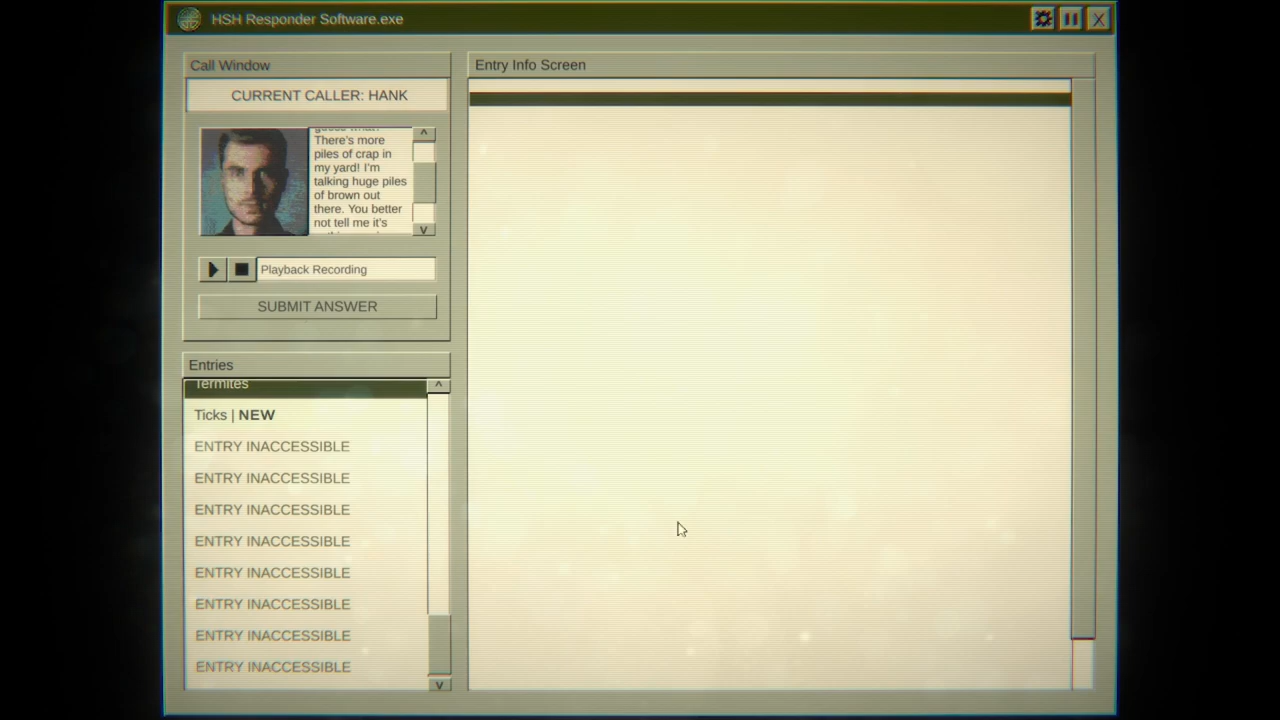 HSH Responder Software.exe
Call Window
CURRENT CALLER: HANK
There's more
piles of crap in
my yard! I'm
talking huge piles
of brown out
there. You better
not tell me it's
Playback Recording
SUBMIT ANSWER
Entries
Termites
Ticks | NEW
ENTRY INACCESSIBLE
ENTRY INACCESSIBLE
ENTRY INACCESSIBLE
ENTRY INACCESSIBLE
ENTRY INACCESSIBLE
ENTRY INACCESSIBLE
ENTRY INACCESSIBLE
ENTRY INACCESSIBLE
Entry Info Screen